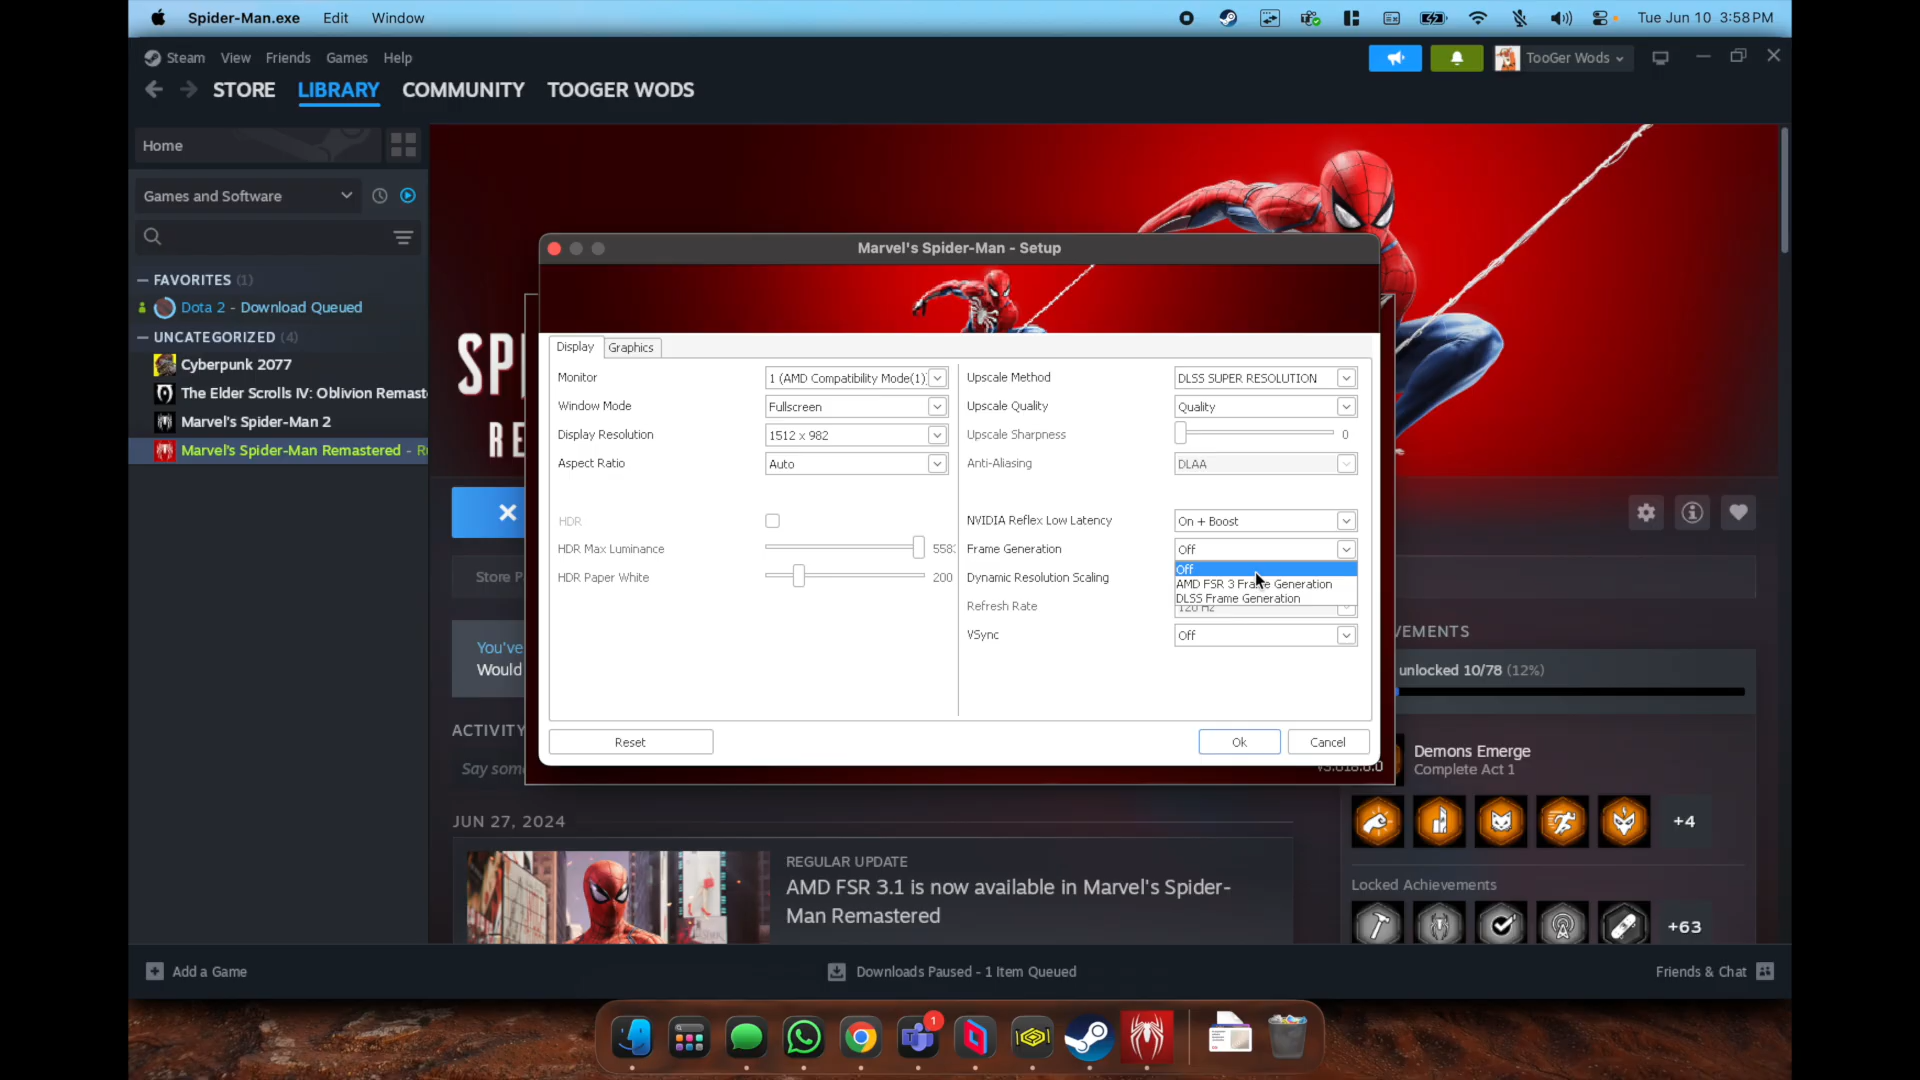 Spider-Man.exe Edit Window
Tue Jun 10 3:58 PM
Steam View Friends Games Help
TooGer Wods
STORE LIBRARY COMMUNITY TOOGER WODS
Home
Games and Software
FAVORITES (1)
Dota 2 - Download Queued
UNCATEGORIZED (4)
Cyberpunk 2077
The Elder Scrolls IV: Oblivion Remast
Marvel's Spider-Man 2
Marvel's Spider-Man Remastered - R
SP
RE
Marvel's Spider-Man - Setup
Display Graphics
Monitor 1 (AMD Compatibility Mode(1)
Window Mode Fullscreen
Display Resolution 1512 x 982
Aspect Ratio Auto
HDR
HDR Max Luminance 558
HDR Paper White 200
Upscale Method DLSS SUPER RESOLUTION
Upscale Quality Quality
Upscale Sharpness 0
Anti-Aliasing DLAA
NVIDIA Reflex Low Latency On + Boost
Frame Generation Off
Off
AMD FSR 3 Frame Generation
DLSS Frame Generation
Dynamic Resolution Scaling
Refresh Rate 120 Hz
VSync Off
Reset Ok Cancel
Store P
You've
Would
ACTIVITY
Say som
JUN 27, 2024
REGULAR UPDATE
AMD FSR 3.1 is now available in Marvel's Spider-
Man Remastered
VEMENTS
unlocked 10/78 (12%)
Demons Emerge
Complete Act 1
+4
Locked Achievements
+63
Add a Game
Downloads Paused - 1 Item Queued
Friends & Chat
1